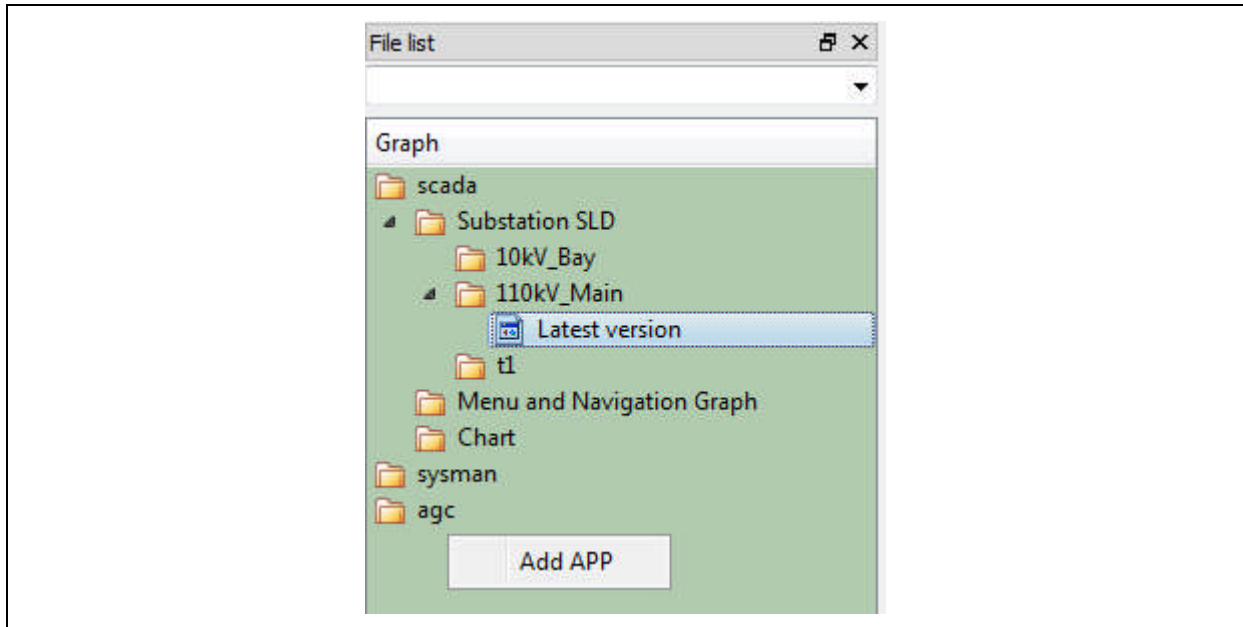 File list
Graph
scada
Substation SLD
10kV_Bay
110kV_Main
Latest version
t1
Menu and Navigation Graph
Chart
sysman
agc
Add APP